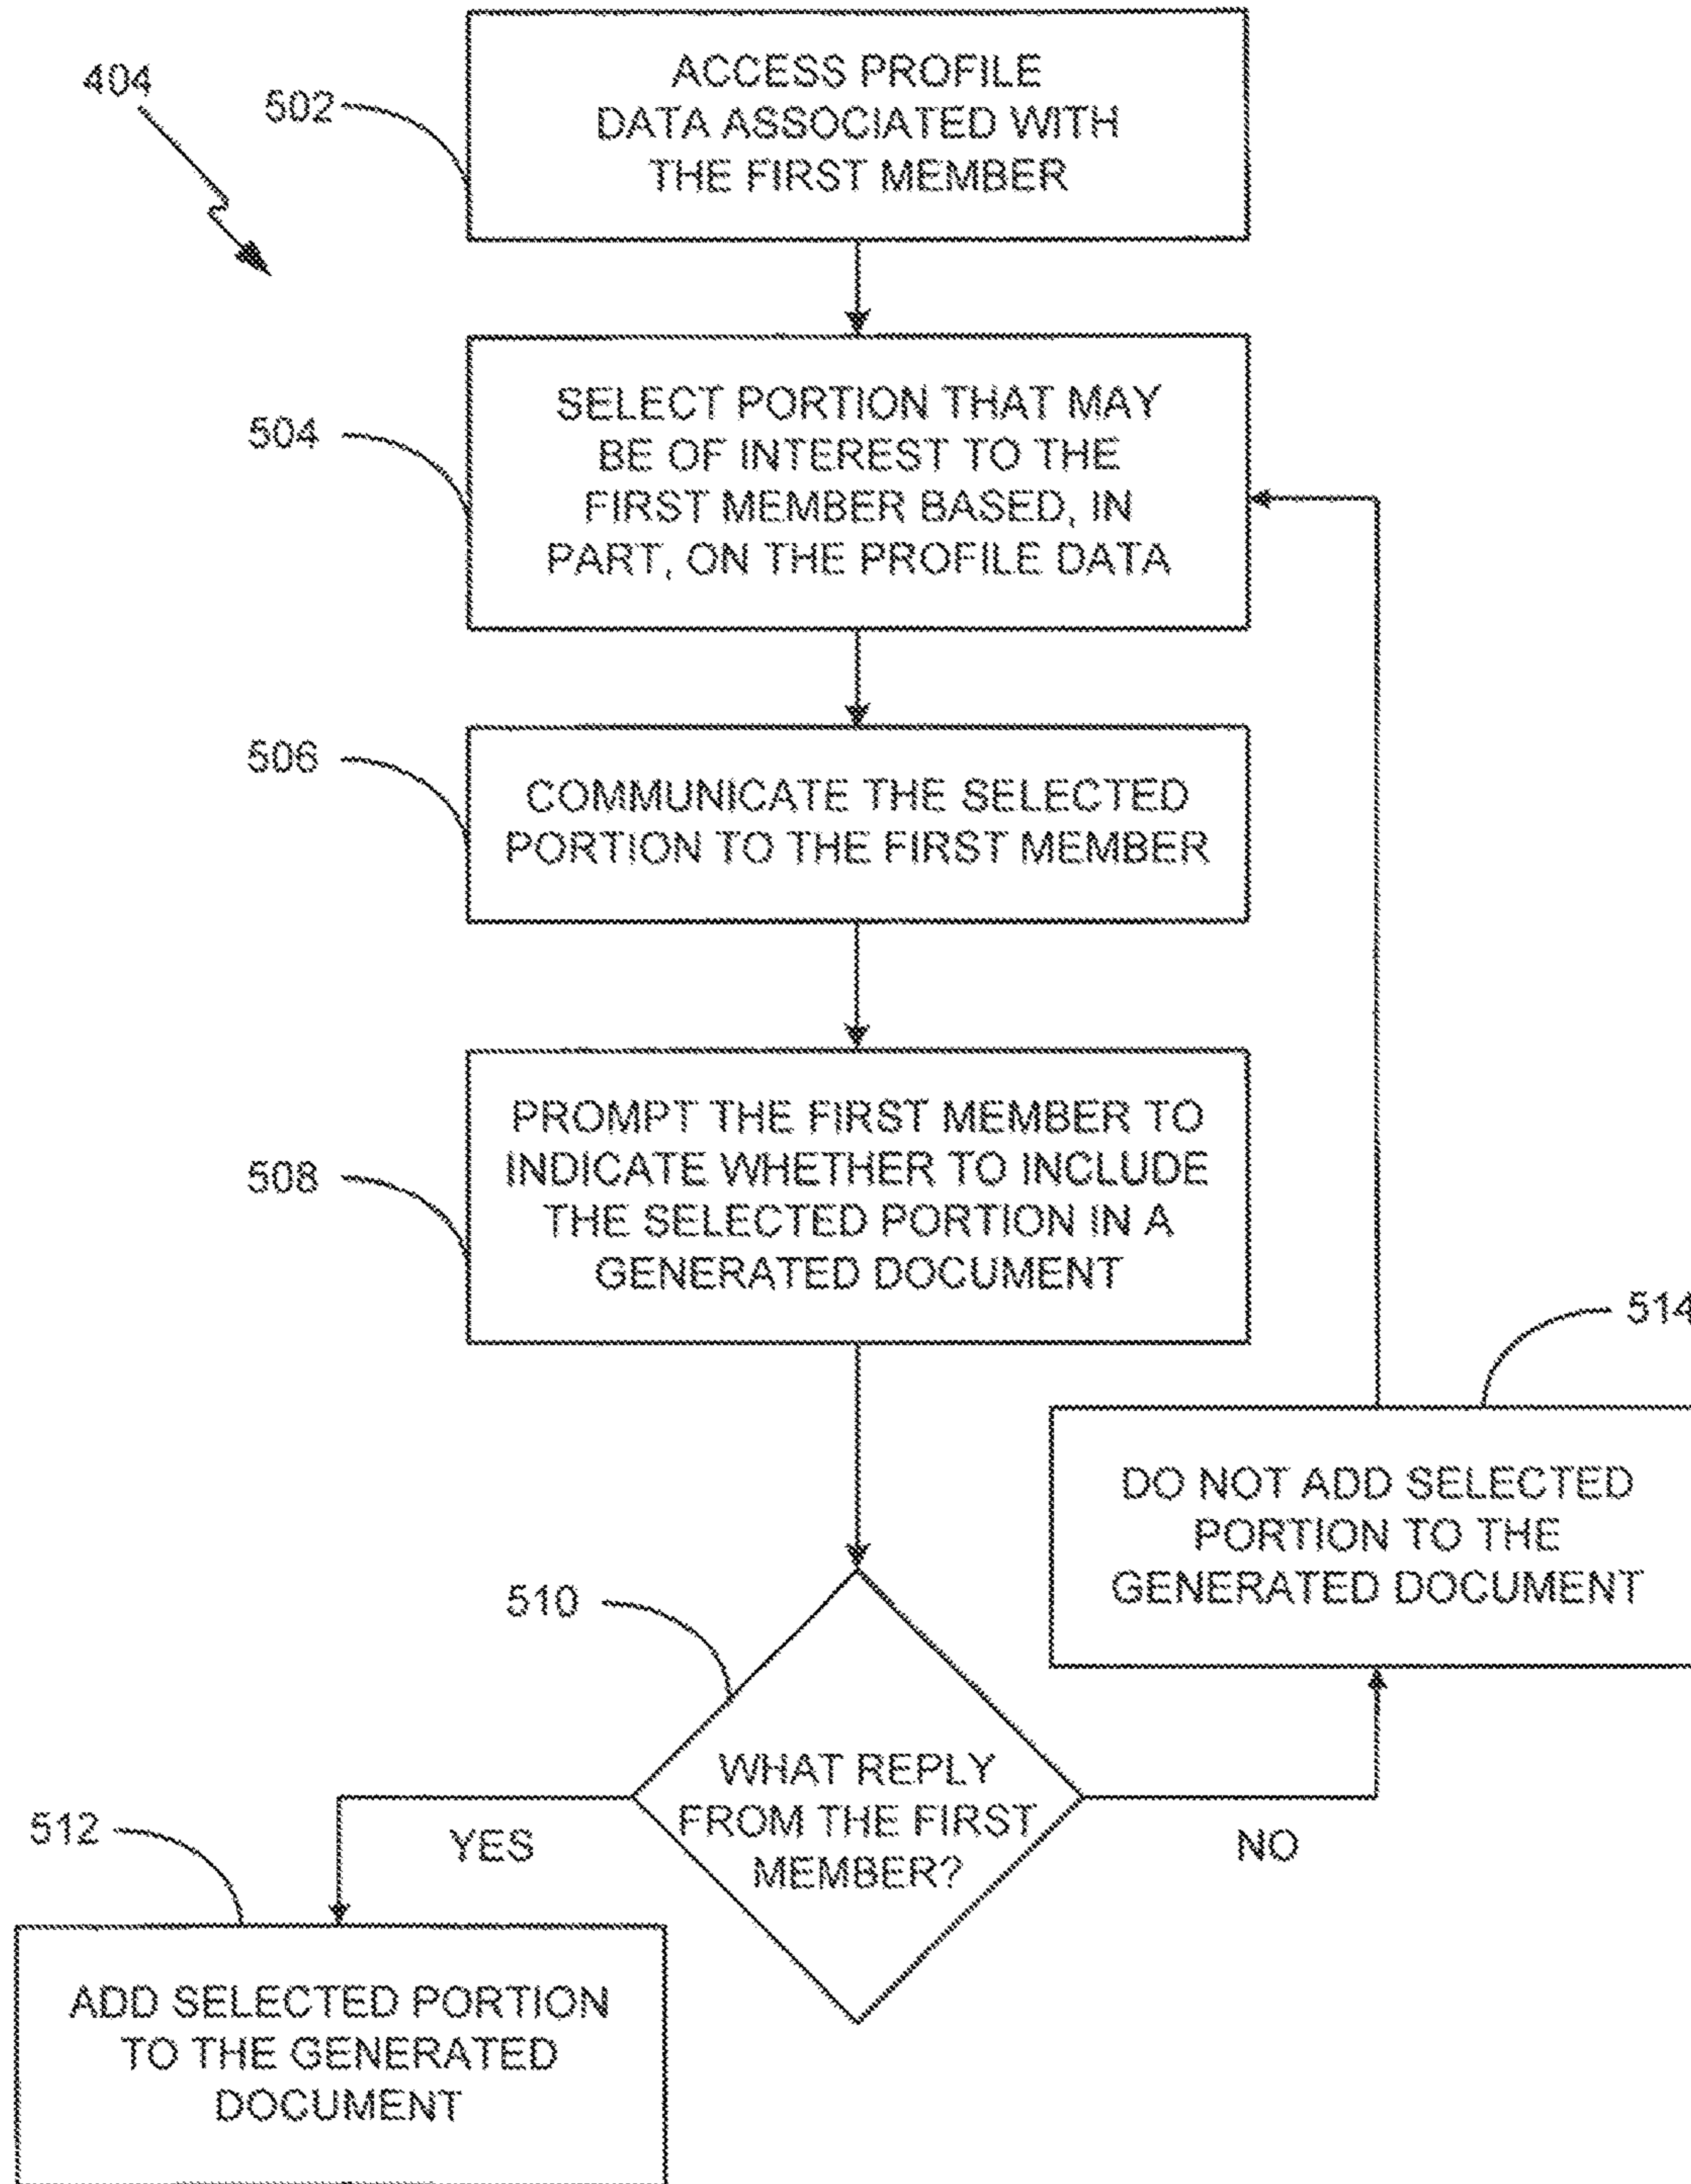 404
502
ACCESS PROFILE
DATA ASSOCIATED WITH
THE FIRST MEMBER
504
SELECT PORTION THAT MAY
BE OF INTEREST TO THE
FIRST MEMBER BASED, IN
PART, ON THE PROFILE DATA
506
COMMUNICATE THE SELECTED
PORTION TO THE FIRST MEMBER
508
PROMPT THE FIRST MEMBER TO
INDICATE WHETHER TO INCLUDE
THE SELECTED PORTION IN A
GENERATED DOCUMENT
514
DO NOT ADD SELECTED
PORTION TO THE
GENERATED DOCUMENT
510
WHAT REPLY
FROM THE FIRST
MEMBER?
YES
NO
512
ADD SELECTED PORTION
TO THE GENERATED
DOCUMENT